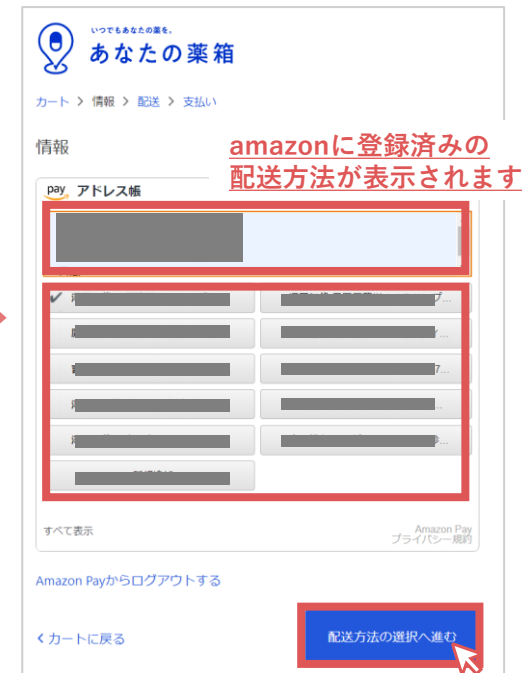 いつでもあなたの薬を。
あなたの薬箱
カート > 情報 > 配送 > 支払い
情報
amazonに登録済みの
配送方法が表示されます
pay アドレス帳
すべて表示
Amazon Pay
プライバシー規約
Amazon Payからログアウトする
カートに戻る
配送方法の選択へ進む